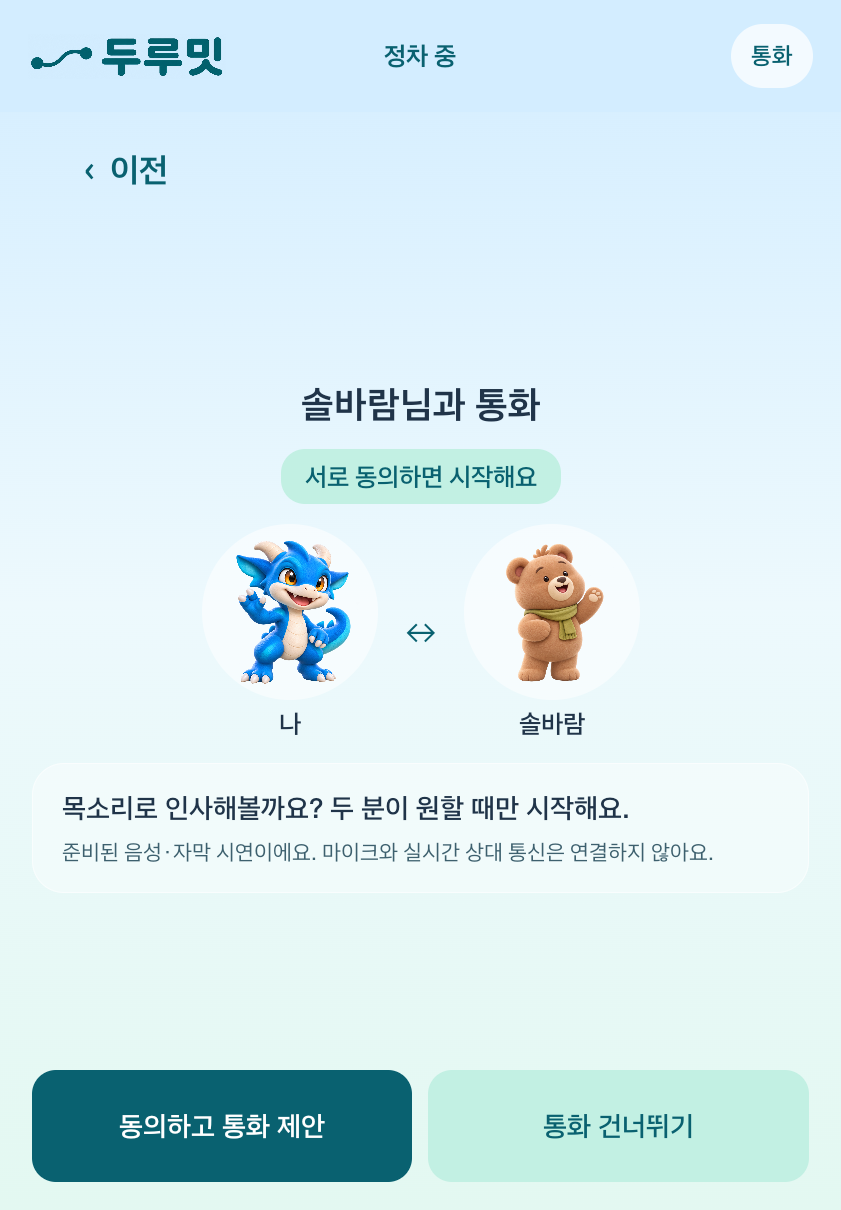 두루밋
정차 중
통화
‹ 이전
솔바람님과 통화
서로 동의하면 시작해요
↔
나
솔바람
목소리로 인사해볼까요? 두 분이 원할 때만 시작해요.
준비된 음성·자막 시연이에요. 마이크와 실시간 상대 통신은 연결하지 않아요.
동의하고 통화 제안
통화 건너뛰기